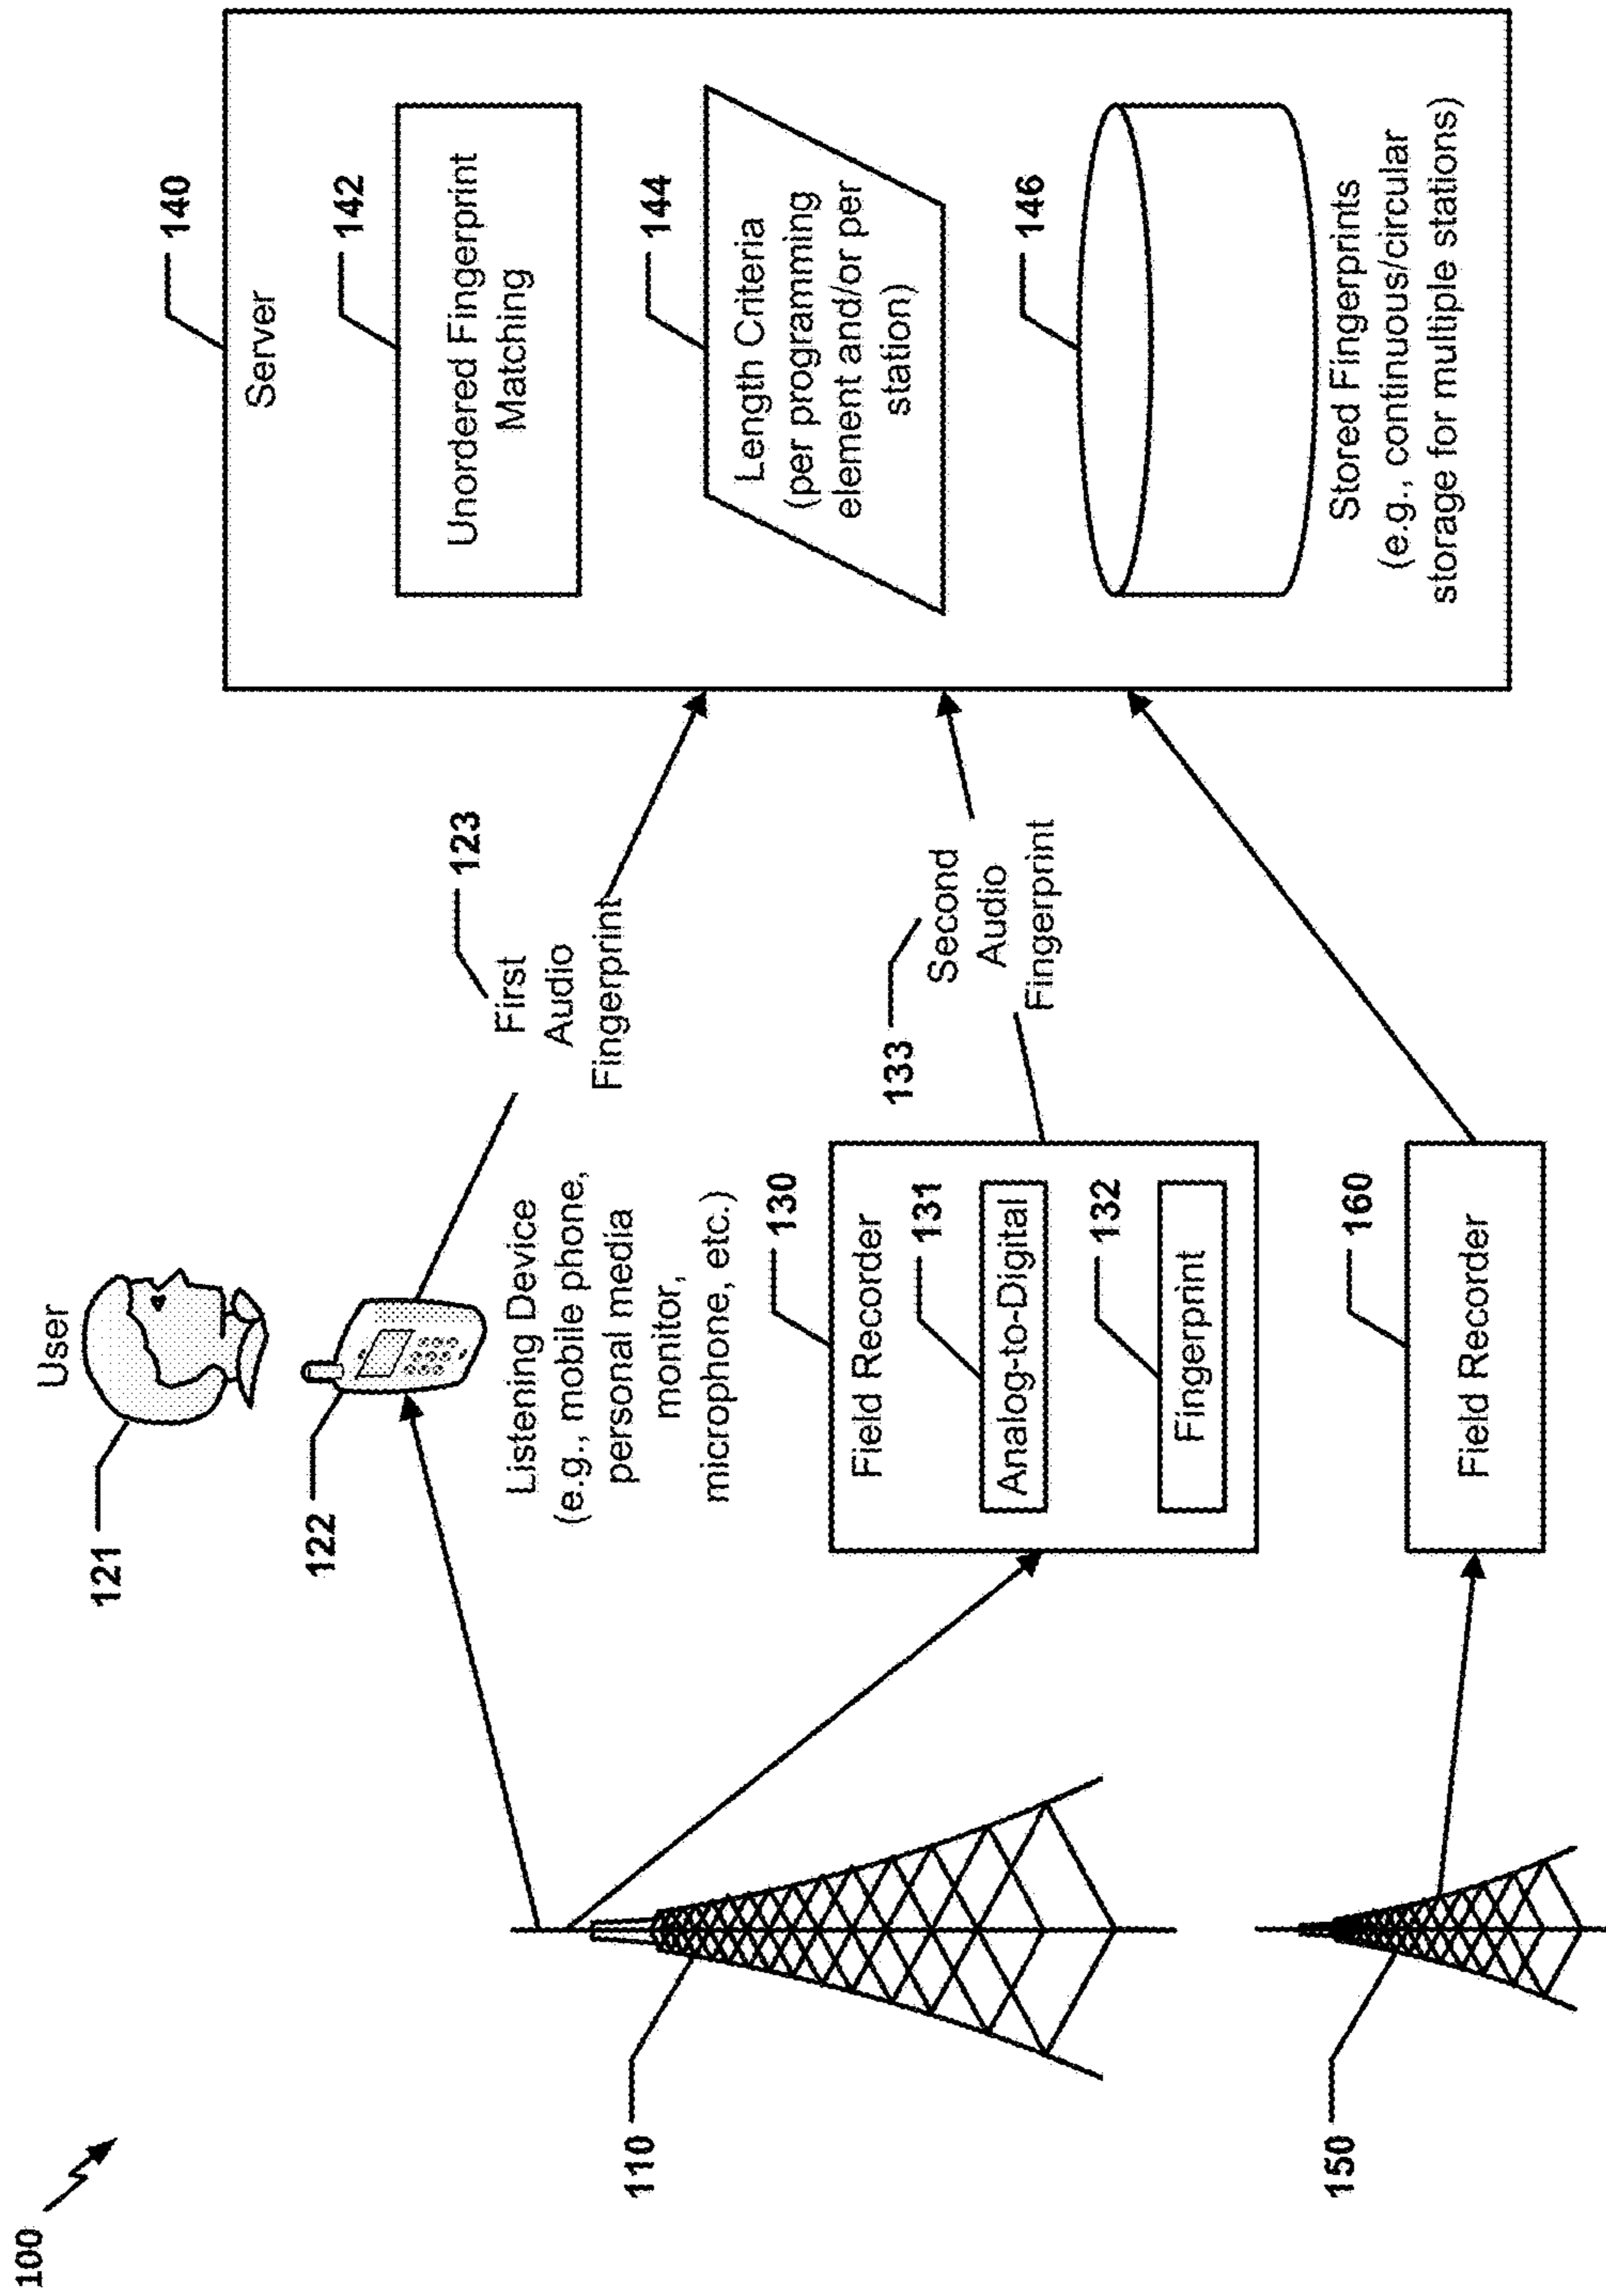 100
User
121
122
Listening Device
(e.g., mobile phone,
personal media
monitor,
microphone, etc.)
123
First
Audio
Fingerprint
110
130
Field Recorder
131
Analog-to-Digital
132
Fingerprint
133
Second
Audio
Fingerprint
150
160
Field Recorder
140
Server
142
Unordered Fingerprint
Matching
144
Length Criteria
(per programming
element and/or per
station)
146
Stored Fingerprints
(e.g., continuous/circular
storage for multiple stations)